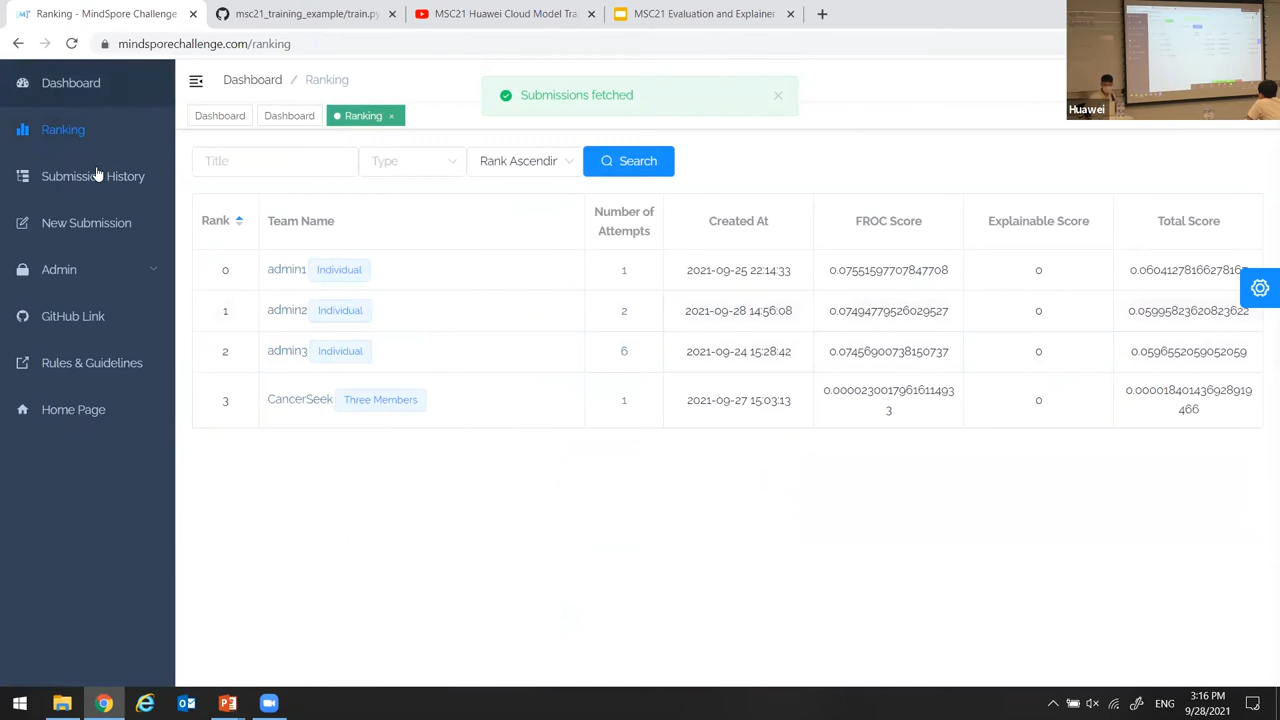 Ranking - MindSpore Challenge
msc21_training_example/train.p
MSC21 Huawei Cloud Model Tra
MSC21 Evaluation and Explainer
mindsporechallenge.com/ranking
Huawei
Dashboard
Ranking
Submission History
New Submission
Admin
GitHub Link
Rules & Guidelines
Home Page
Dashboard / Ranking
Submissions fetched
Dashboard Dashboard Ranking
Title Type Rank Ascendir Search
Rank Team Name Number of Attempts Created At FROC Score Explainable Score Total Score
0 admin1 Individual 1 2021-09-25 22:14:33 0.07551597707847708 0
1 admin2 Individual 2 2021-09-28 14:56:08 0.07494779526029527 0 0.05995823620823622
2 admin3 Individual 6 2021-09-24 15:28:42 0.07456900738150737 0 0.0596552059052059
3 CancerSeek Three Members 1 2021-09-27 15:03:13 0.0000230017961611493
3 0 0.000018401436928919
466
ENG
3:16 PM
9/28/2021